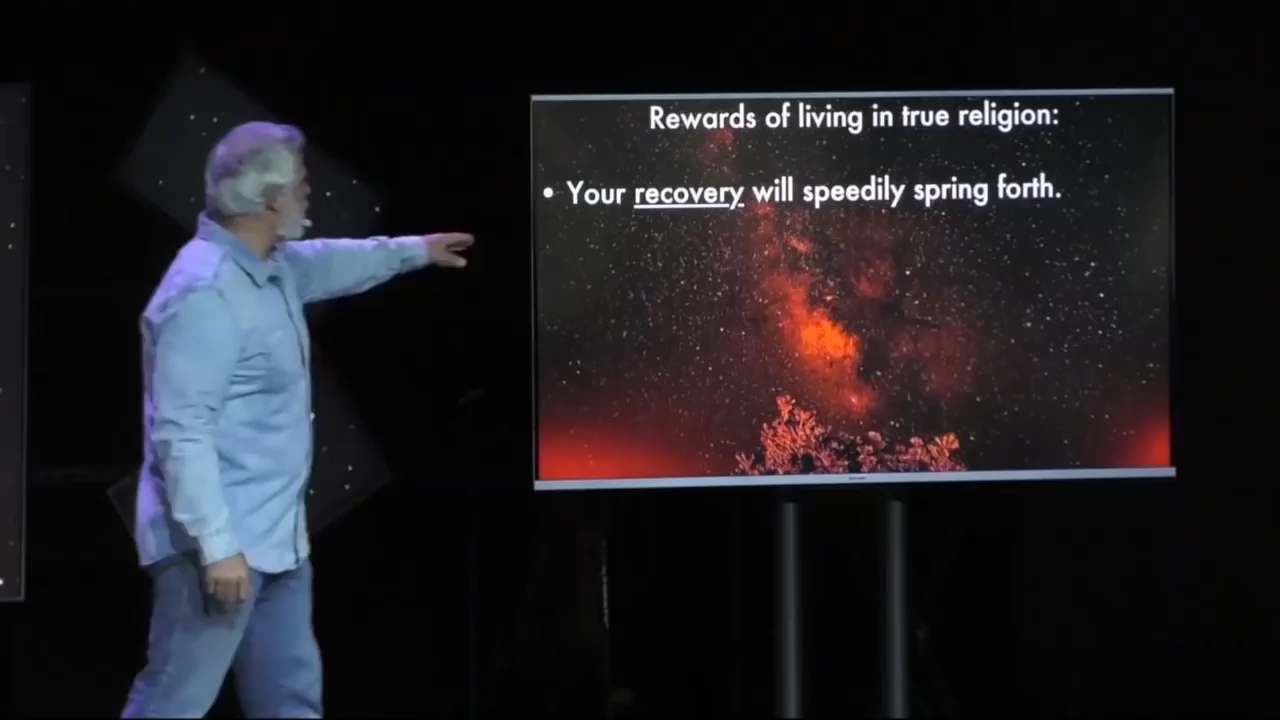 Rewards of living in true religion:
• Your recovery will speedily spring forth.